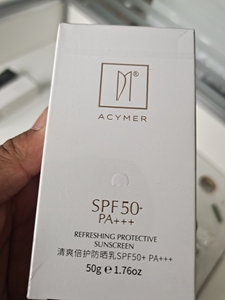 ®
ACYMER
SPF50+
PA+++
REFRESHING PROTECTIVE
SUNSCREEN
清爽倍护防晒乳SPF50+ PA+++
50g ℮ 1.76oz